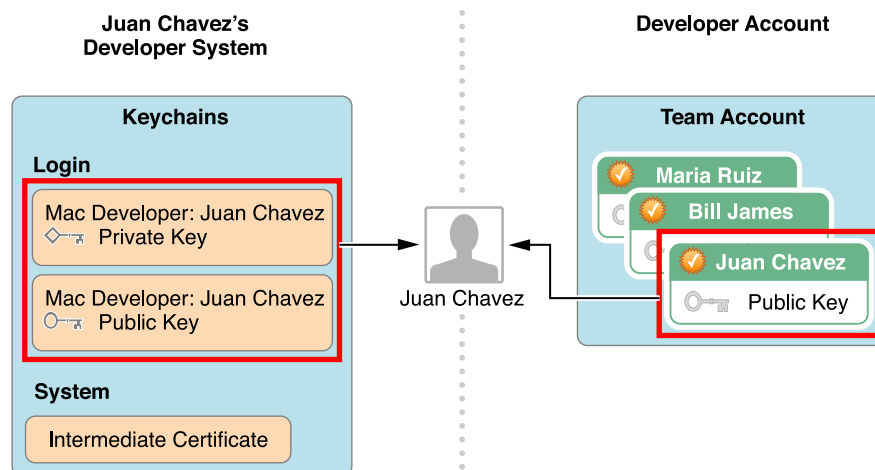 Juan Chavez's
Developer System
Keychains
Login
Mac Developer: Juan Chavez
Private Key
Mac Developer: Juan Chavez
Public Key
System
Intermediate Certificate
Juan Chavez
Developer Account
Team Account
Maria Ruiz
Bill James
Juan Chavez
Public Key